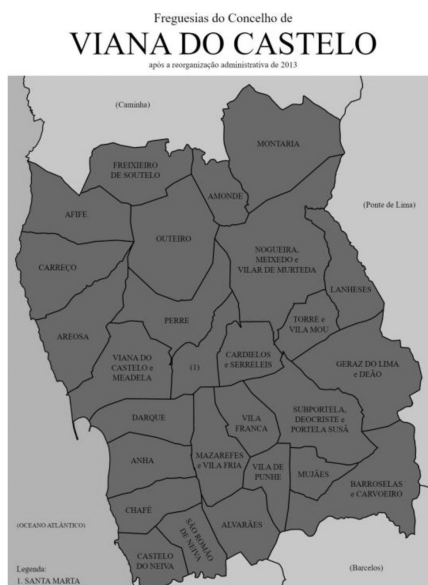 Freguesias do Concelho de
VIANA DO CASTELO
após a reorganização administrativa de 2013
(Caminha)
MONTARIA
FREIXIEIRO
DE SOUTELO
AMONDE
(Ponte de Lima)
AFIFE
OUTEIRO
NOGUEIRA,
MEIXEDO e
VILAR DE MURTEDA
CARREÇO
LANHESES
PERRE
TORRE e
VILA MOU
AREOSA
VIANA DO
CASTELO e
MEADELA
(1)
CARDIELOS
e SERRELEIS
GERAZ DO LIMA
e DEÃO
DARQUE
VILA
FRANCA
SUBPORTELA,
DEOCRISTE e
PORTELA SUSÃ
ANHA
MAZAREFES
e VILA FRIA
VILA DE
PUNHE
MUJÃES
BARROSELAS
e CARVOEIRO
CHAFÉ
SÃO ROMÃO
DE NEIVA
ALVARÃES
(OCEANO ATLÂNTICO)
CASTELO
DO NEIVA
(Barcelos)
Legenda:
1. SANTA MARTA